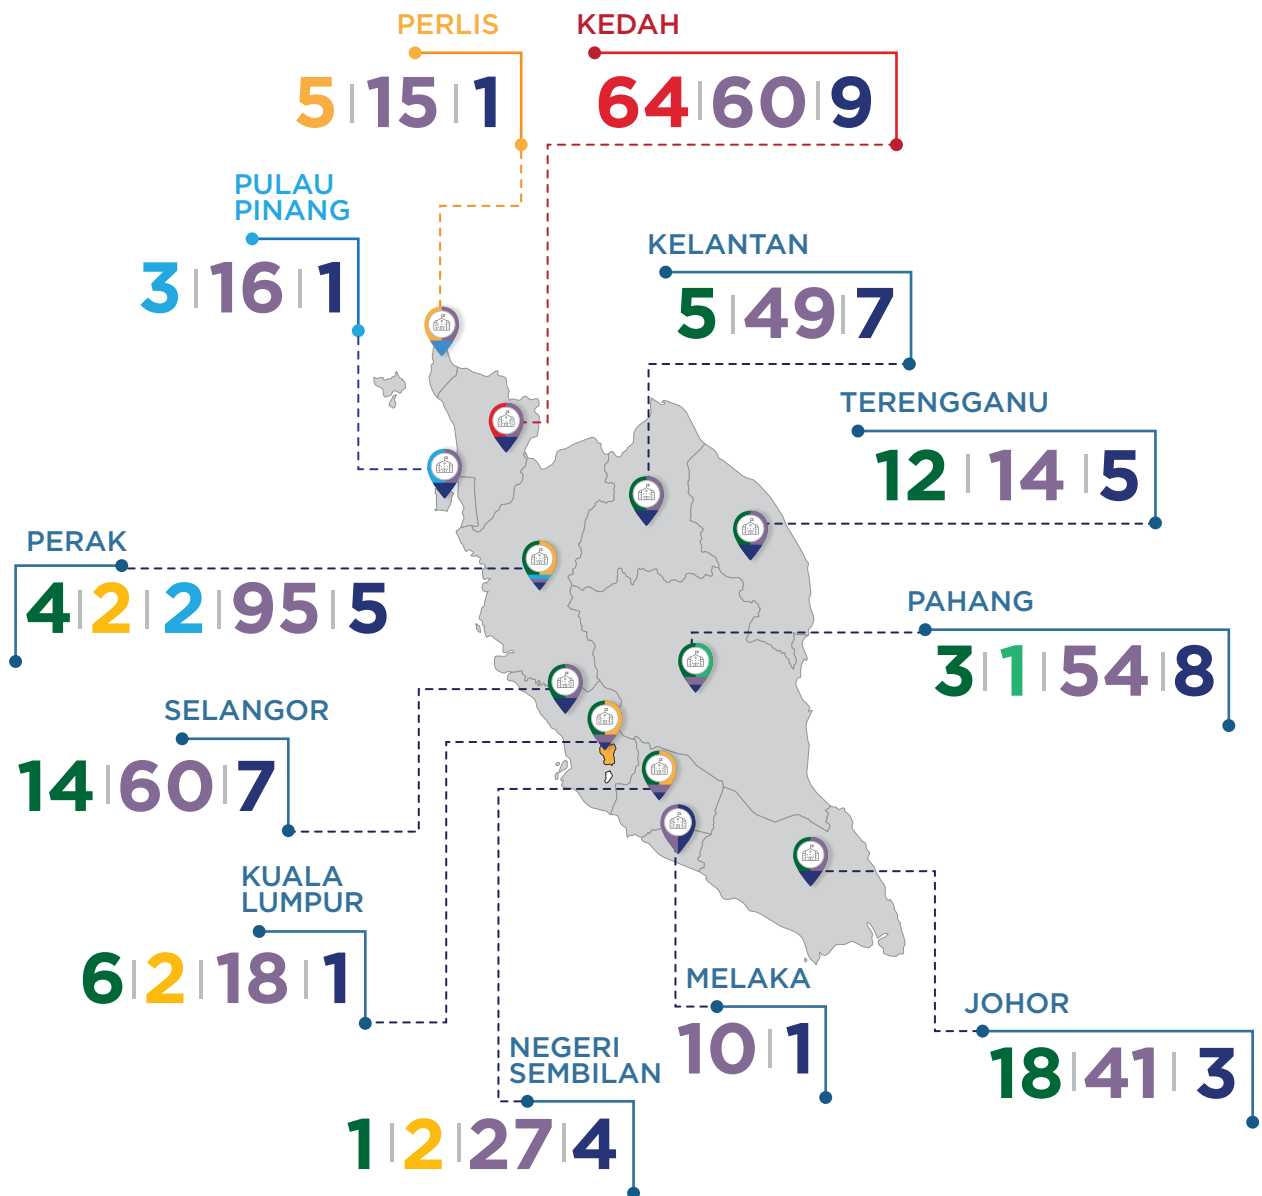 PERLIS
5 | 15 | 1
KEDAH
64 | 60 | 9
PULAU
PINANG
3 | 16 | 1
KELANTAN
5 | 49 | 7
TERENGGANU
12 | 14 | 5
PERAK
4 | 2 | 2 | 95 | 5
PAHANG
3 | 1 | 54 | 8
SELANGOR
14 | 60 | 7
KUALA
LUMPUR
6 | 2 | 18 | 1
MELAKA
10 | 1
JOHOR
18 | 41 | 3
NEGERI
SEMBILAN
1 | 2 | 27 | 4